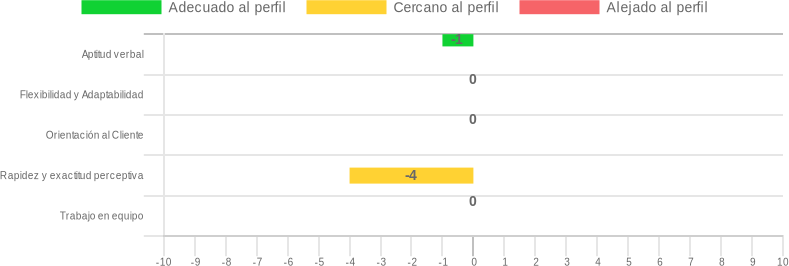 Adecuado al perfil Cercano al perfil Alejado al perfil
Aptitud verbal -1
Flexibilidad y Adaptabilidad 0
Orientación al Cliente 0
Rapidez y exactitud perceptiva -4
Trabajo en equipo 0
-10 -9 -8 -7 -6 -5 -4 -3 -2 -1 0 1 2 3 4 5 6 7 8 9 10